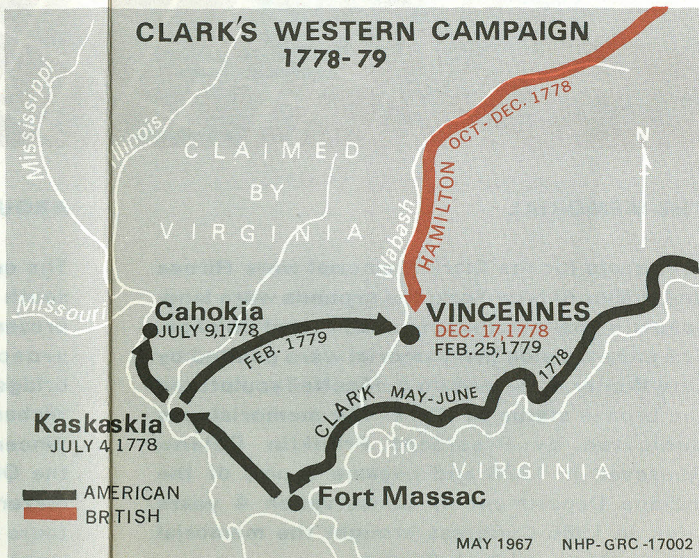 CLARK'S WESTERN CAMPAIGN
1778-79
Mississippi
Illinois
CLAIMED
BY
VIRGINIA
OCT-DEC. 1778
HAMILTON
Wabash
N
Missouri
Cahokia
JULY 9,1778
FEB. 1779
VINCENNES
DEC. 17,1778
FEB.25,1779
CLARK MAY-JUNE 1778
Kaskaskia
JULY 4 1778
Ohio
VIRGINIA
Fort Massac
AMERICAN
BRITISH
MAY 1967 NHP-GRC-17002